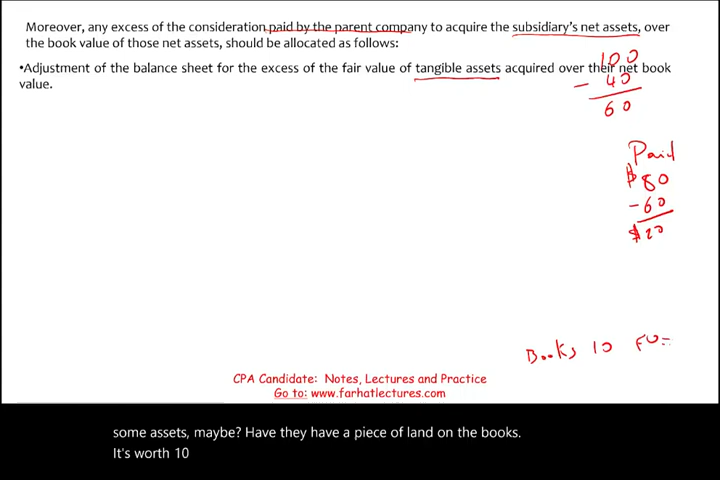 Moreover, any excess of the consideration paid by the parent company to acquire the subsidiary's net assets, over
the book value of those net assets, should be allocated as follows:
•Adjustment of the balance sheet for the excess of the fair value of tangible assets acquired over their net book
value.
100
- 40
60
Paid
$80
-60
$20
Books 10 FV=
CPA Candidate: Notes, Lectures and Practice
Go to: www.farhatlectures.com
some assets, maybe? Have they have a piece of land on the books.
It's worth 10